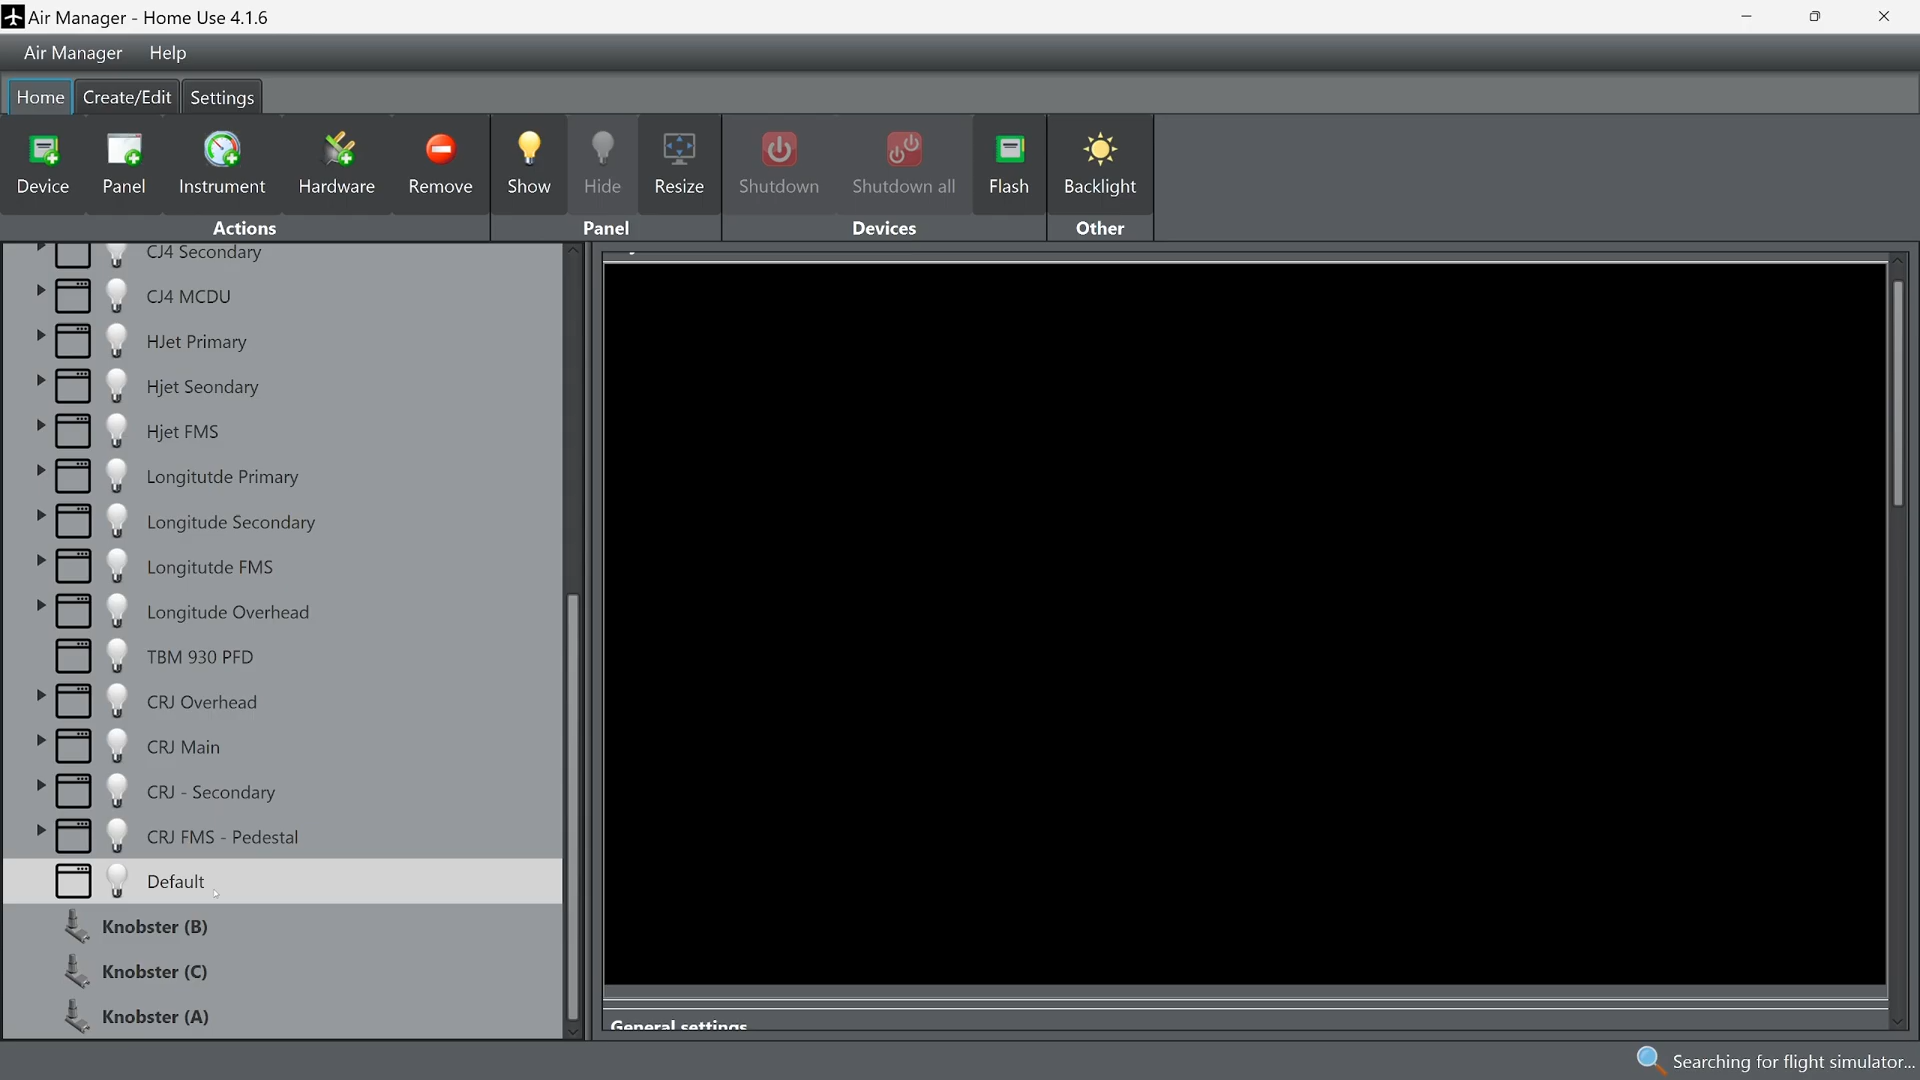 Air Manager - Home Use 4.1.6
Air Manager Help
Home Create/Edit Settings
Device Panel Instrument Hardware Remove Show Hide Resize Shutdown Shutdown all Flash Backlight
Actions Panel Devices Other
CJ4 Secondary
CJ4 MCDU
HJet Primary
Hjet Seondary
Hjet FMS
Longitutde Primary
Longitude Secondary
Longitutde FMS
Longitude Overhead
TBM 930 PFD
CRJ Overhead
CRJ Main
CRJ - Secondary
CRJ FMS - Pedestal
Default
Knobster (B)
Knobster (C)
Knobster (A)
General settings
Searching for flight simulator...